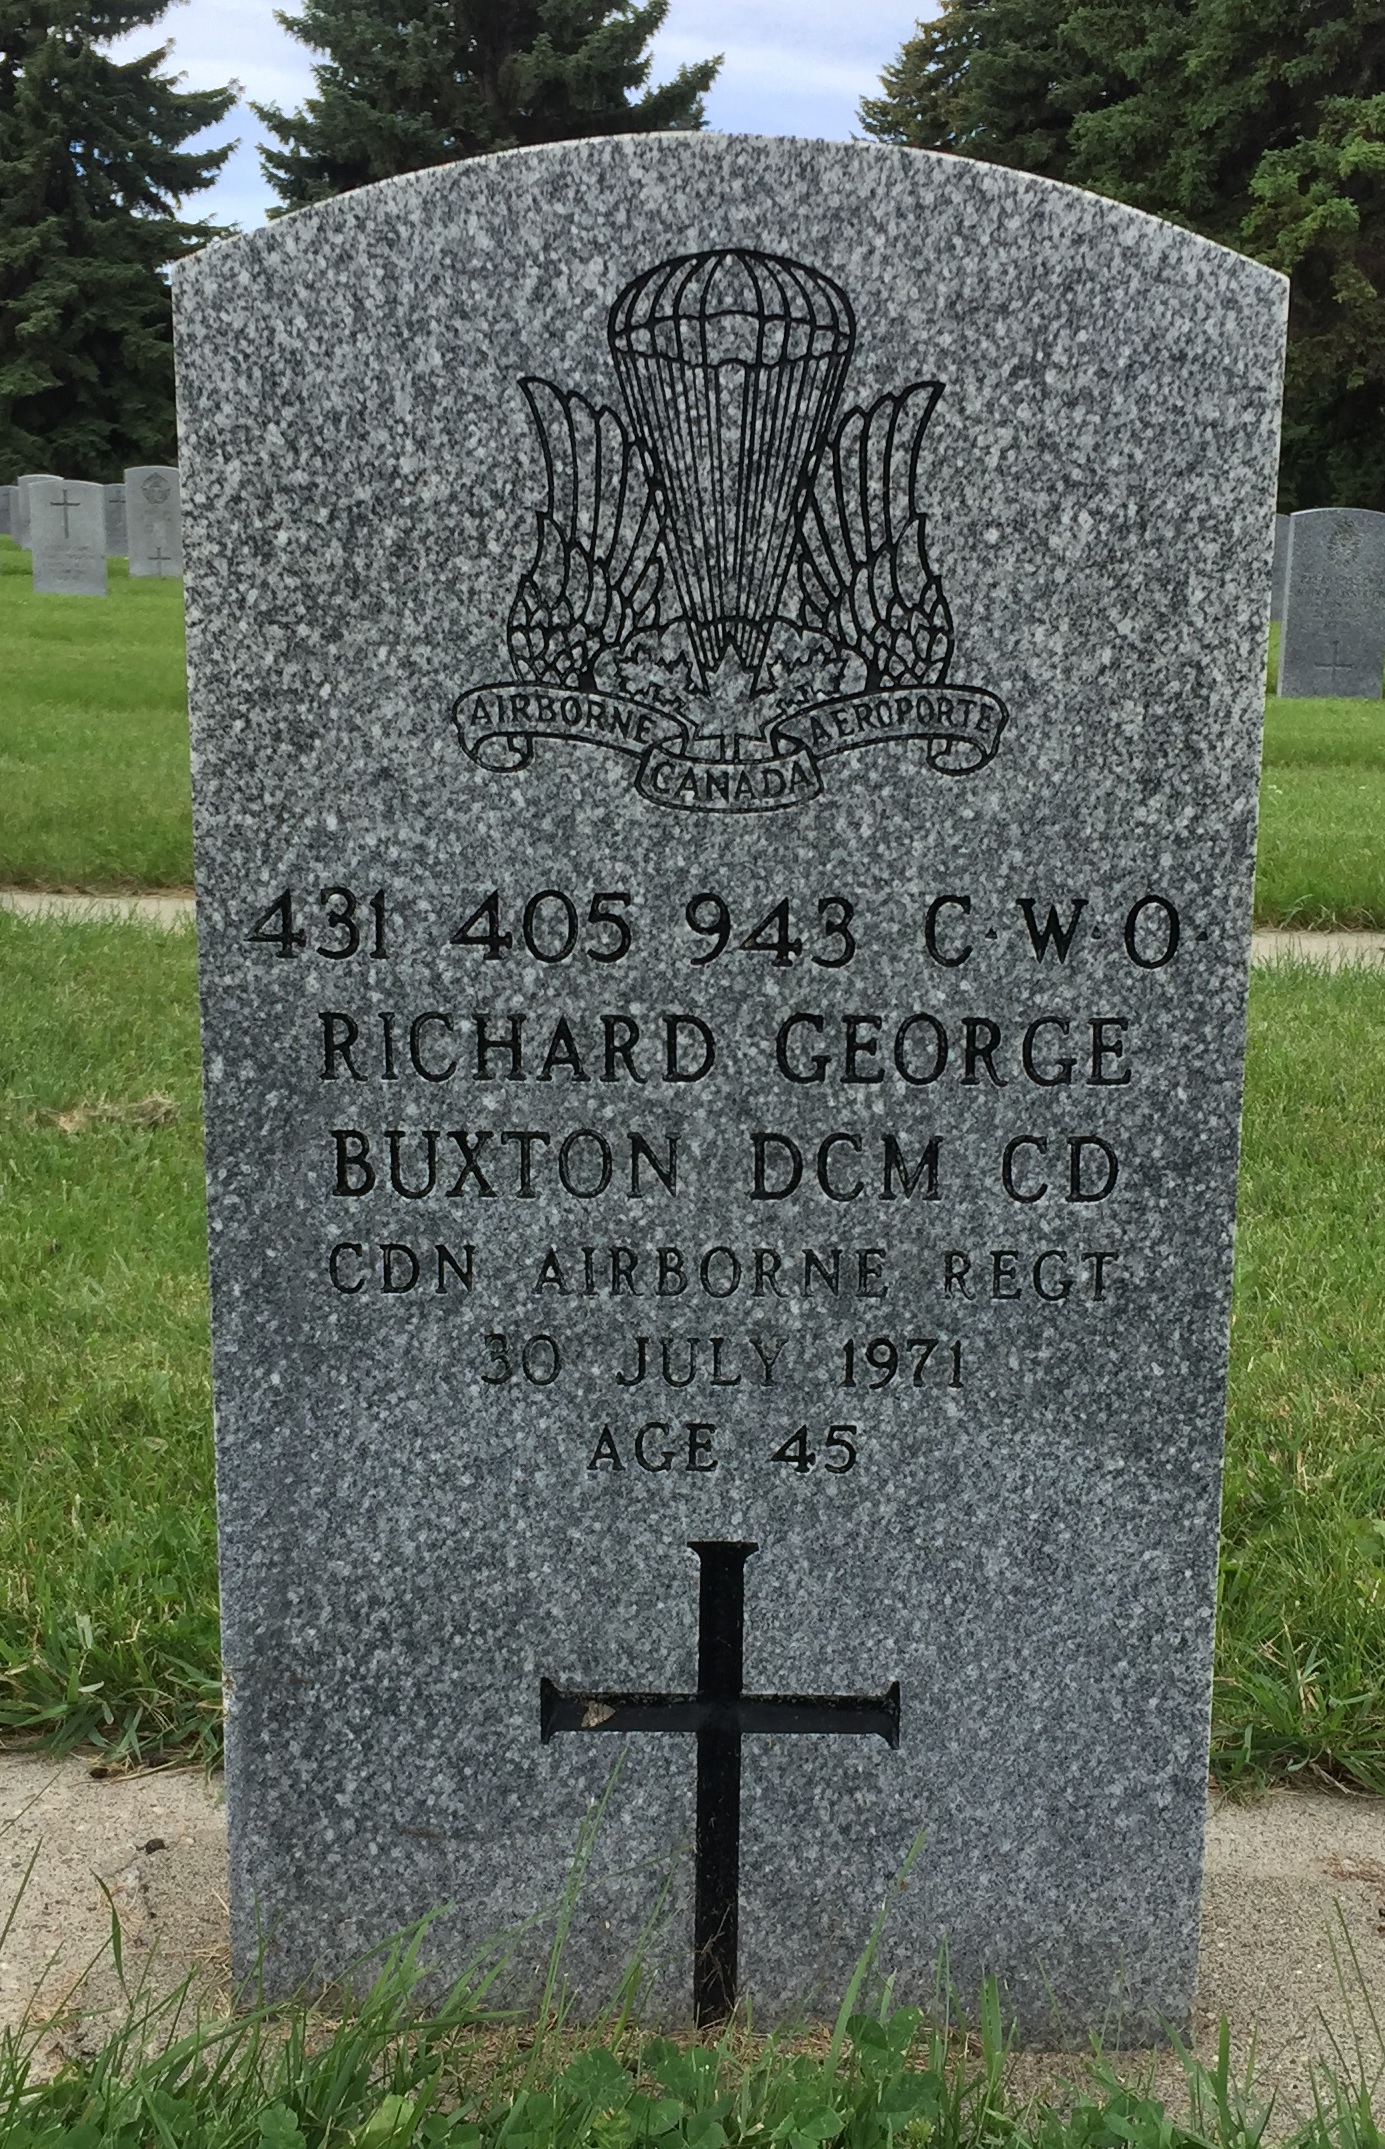 AIRBORNE CANADA AEROPORTE
431 405 943 C·W·O·
RICHARD GEORGE
BUXTON DCM CD
CDN AIRBORNE REGT
30 JULY 1971
AGE 45